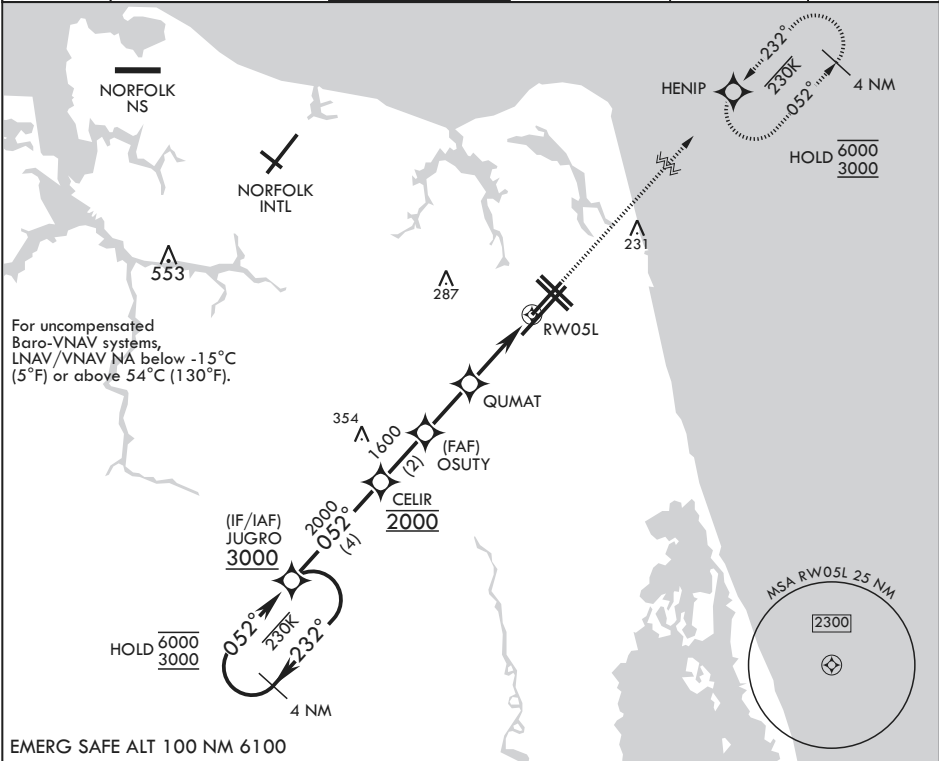 NORFOLK
NS
NORFOLK
INTL
HENIP
232°
230K
052°
4 NM
HOLD 6000
3000
231
553
287
For uncompensated
Baro-VNAV systems,
LNAV/VNAV NA below -15°C
(5°F) or above 54°C (130°F).
RW05L
QUMAT
354
1600
(2)
(FAF)
OSUTY
CELIR
2000
(IF/IAF)
JUGRO
3000
2000
052°
(4)
HOLD 6000
3000
052°
230K
232°
4 NM
MSA RW05L 25 NM
2300
EMERG SAFE ALT 100 NM 6100